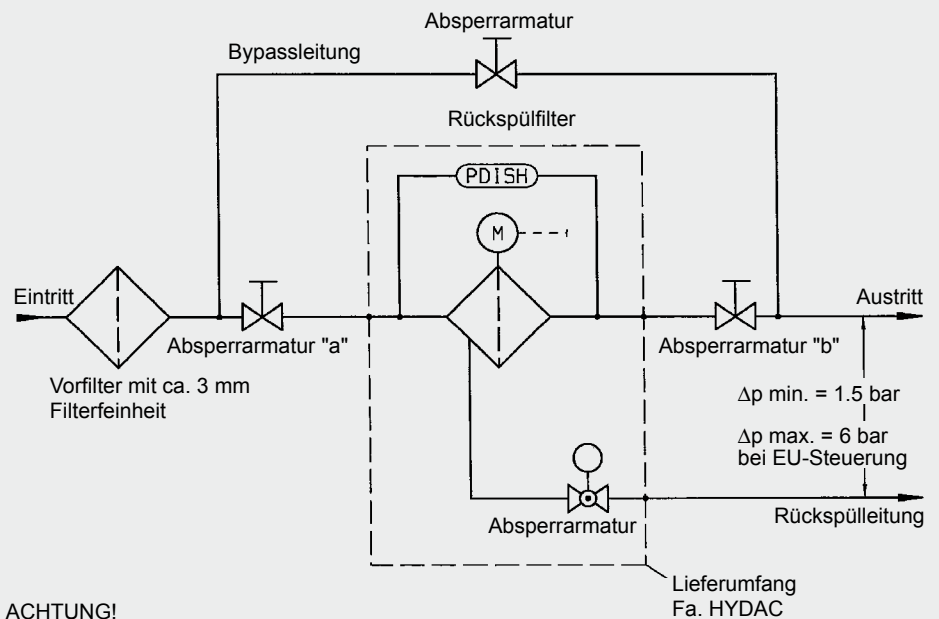 Absperrarmatur
Bypassleitung
Rückspülfilter
PDISH
M
Eintritt
Austritt
Absperrarmatur "a"
Absperrarmatur "b"
Vorfilter mit ca. 3 mm
Filterfeinheit
Δp min. = 1.5 bar
Δp max. = 6 bar
bei EU-Steuerung
Absperrarmatur
Rückspülleitung
Lieferumfang
Fa. HYDAC
ACHTUNG!